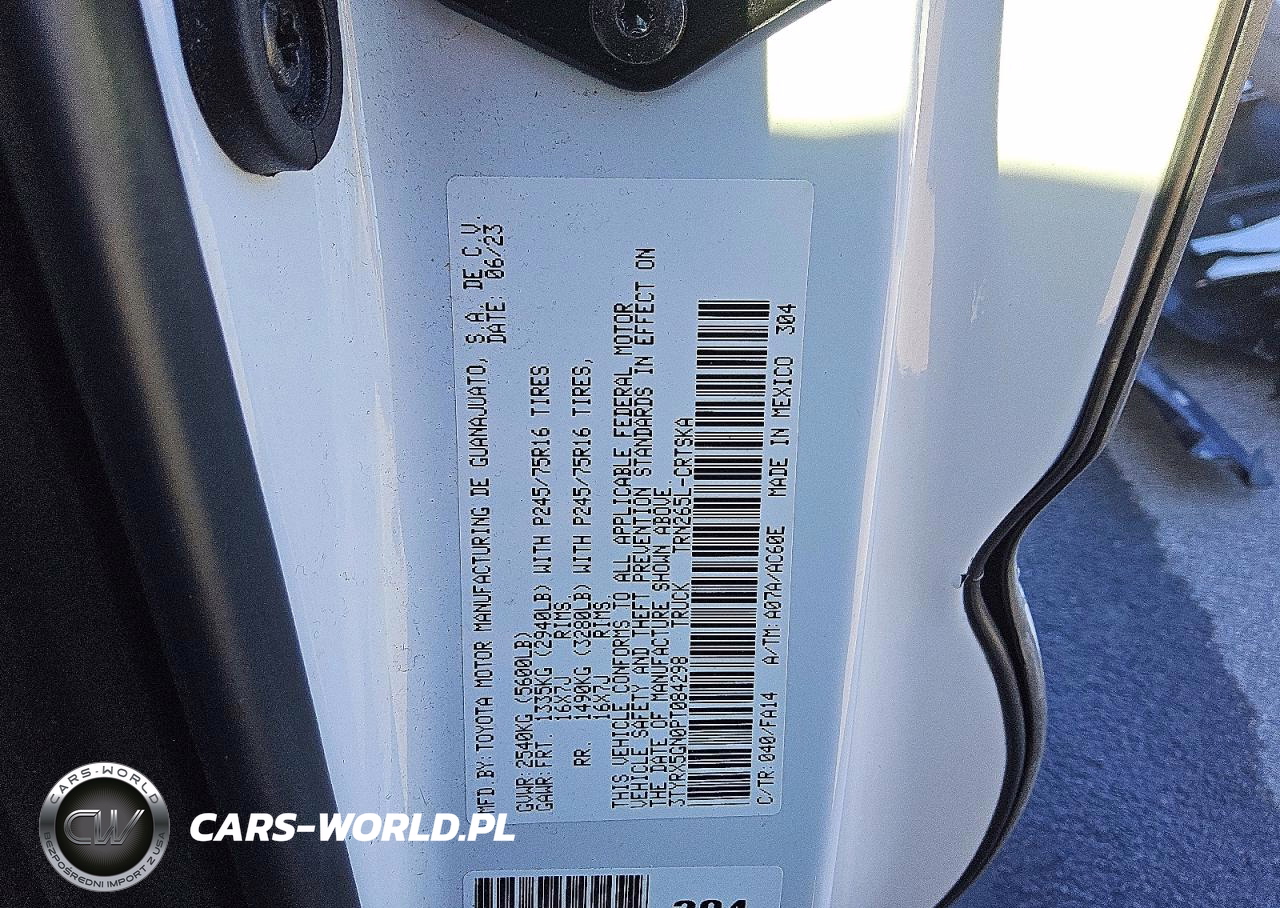 MFD.BY: TOYOTA MOTOR MANUFACTURING DE GUANAJUATO, S.A. DE C.V.
DATE: 06/23
GVWR: 2540KG (5600LB)
GAWR: FRT. 1335KG (2940LB) WITH P245/75R16 TIRES
16X7J RIMS,
RR. 1490KG (3280LB) WITH P245/75R16 TIRES,
16X7J RIMS
THIS VEHICLE CONFORMS TO ALL APPLICABLE FEDERAL MOTOR
VEHICLE SAFETY AND THEFT PREVENTION STANDARDS IN EFFECT ON
THE DATE OF MANUFACTURE SHOWN ABOVE.
3TYRX5GN0PT084298 TRUCK TRN265L-CRTSKA
C/TR: 040/FA14 A/TM: A07A/AC60E MADE IN MEXICO 304
CARS-WORLD
CW
BEZPOŚREDNI IMPORT Z USA
CARS-WORLD.PL